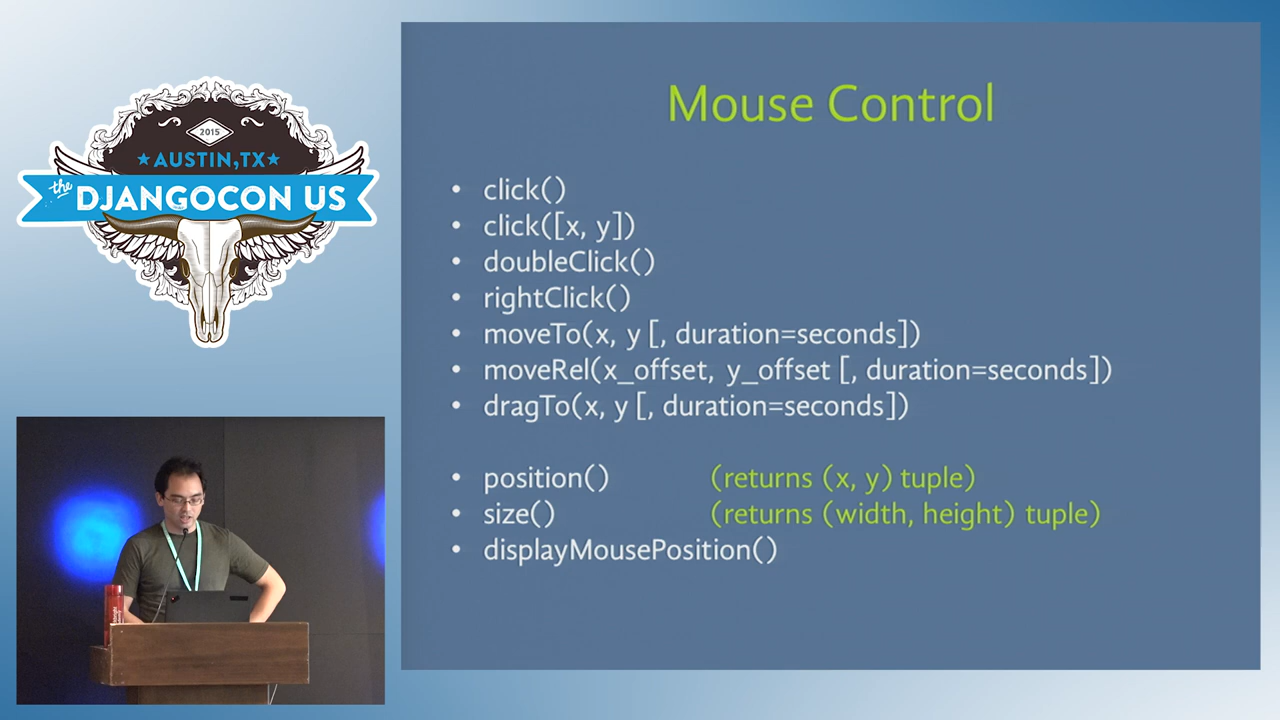 2015
★AUSTIN,TX★
the DJANGOCON US
Mouse Control
• click()
• click([x, y])
• doubleClick()
• rightClick()
• moveTo(x, y [, duration=seconds])
• moveRel(x_offset, y_offset [, duration=seconds])
• dragTo(x, y [, duration=seconds])
• position() (returns (x, y) tuple)
• size() (returns (width, height) tuple)
• displayMousePosition()